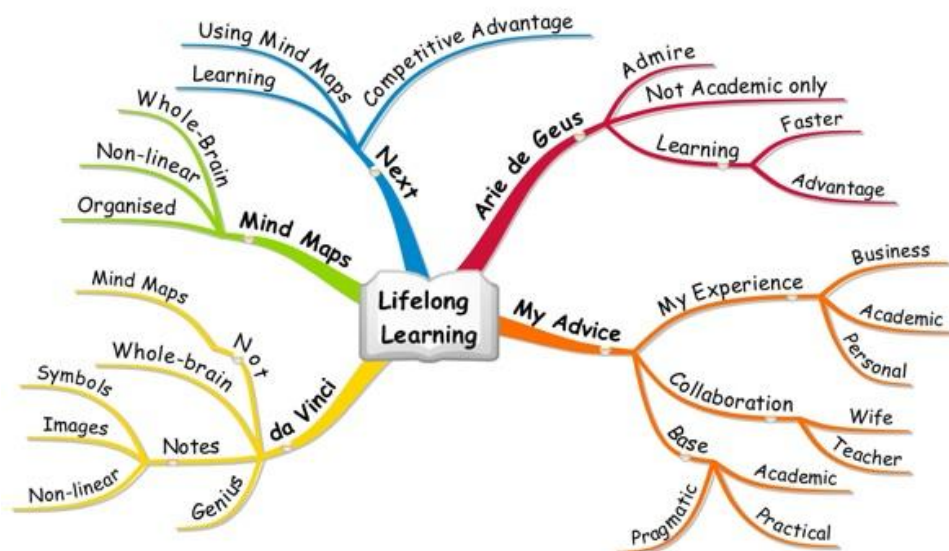 Lifelong
Learning
Arie de Geus
Admire
Not Academic only
Learning
Faster
Advantage
My Advice
My Experience
Business
Academic
Personal
Collaboration
Wife
Teacher
Base
Academic
Practical
Pragmatic
da Vinci
Genius
Notes
Non-linear
Images
Symbols
Whole-brain
Not
Mind Maps
Mind Maps
Organised
Non-linear
Whole-Brain
Next
Learning
Using Mind Maps
Competitive Advantage